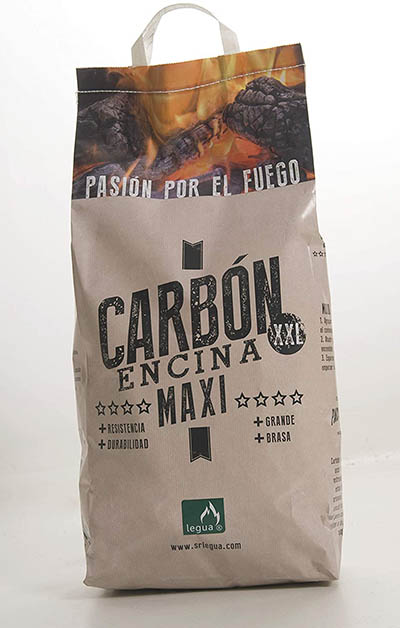 PASIÓN POR EL FUEGO
CARBÓN
XXL
ENCINA
MAXI
+ RESISTENCIA
+ DURABILIDAD
+ GRANDE
+ BRASA
legua ©
www.srlegua.com